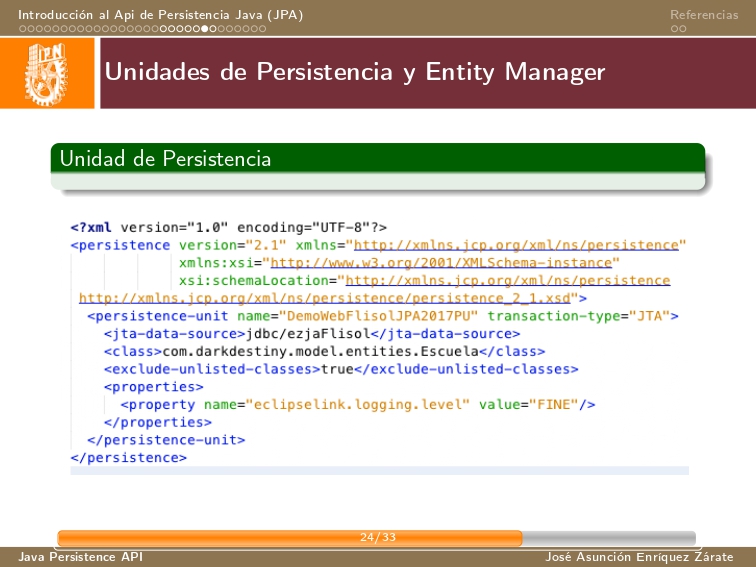 Introducción al Api de Persistencia Java (JPA)
Referencias
IPN
Unidades de Persistencia y Entity Manager
Unidad de Persistencia
<?xml version="1.0" encoding="UTF-8"?>
<persistence version="2.1" xmlns="http://xmlns.jcp.org/xml/ns/persistence"
xmlns:xsi="http://www.w3.org/2001/XMLSchema-instance"
xsi:schemaLocation="http://xmlns.jcp.org/xml/ns/persistence
http://xmlns.jcp.org/xml/ns/persistence/persistence_2_1.xsd">
<persistence-unit name="DemoWebFlisolJPA2017PU" transaction-type="JTA">
<jta-data-source>jdbc/ezjaFlisol</jta-data-source>
<class>com.darkdestiny.model.entities.Escuela</class>
<exclude-unlisted-classes>true</exclude-unlisted-classes>
<properties>
<property name="eclipselink.logging.level" value="FINE"/>
</properties>
</persistence-unit>
</persistence>
24/33
Java Persistence API
José Asunción Enríquez Zárate